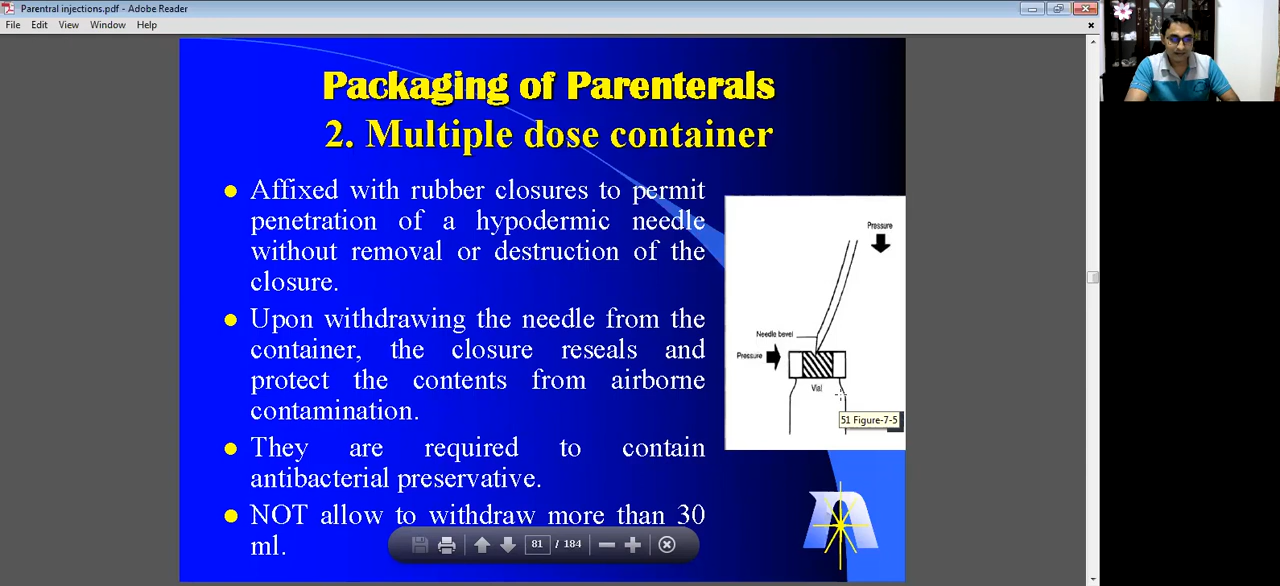 Parentral injections.pdf - Adobe Reader
File Edit View Window Help
Packaging of Parenterals
2. Multiple dose container
Affixed with rubber closures to permit
penetration of a hypodermic needle
without removal or destruction of the
closure.
Upon withdrawing the needle from the
container, the closure reseals and
protect the contents from airborne
contamination.
They are required to contain
antibacterial preservative.
NOT allow to withdraw more than 30
ml.
Pressure
Needle bevel
Pressure
Vial
51 Figure-7-5
81 / 184